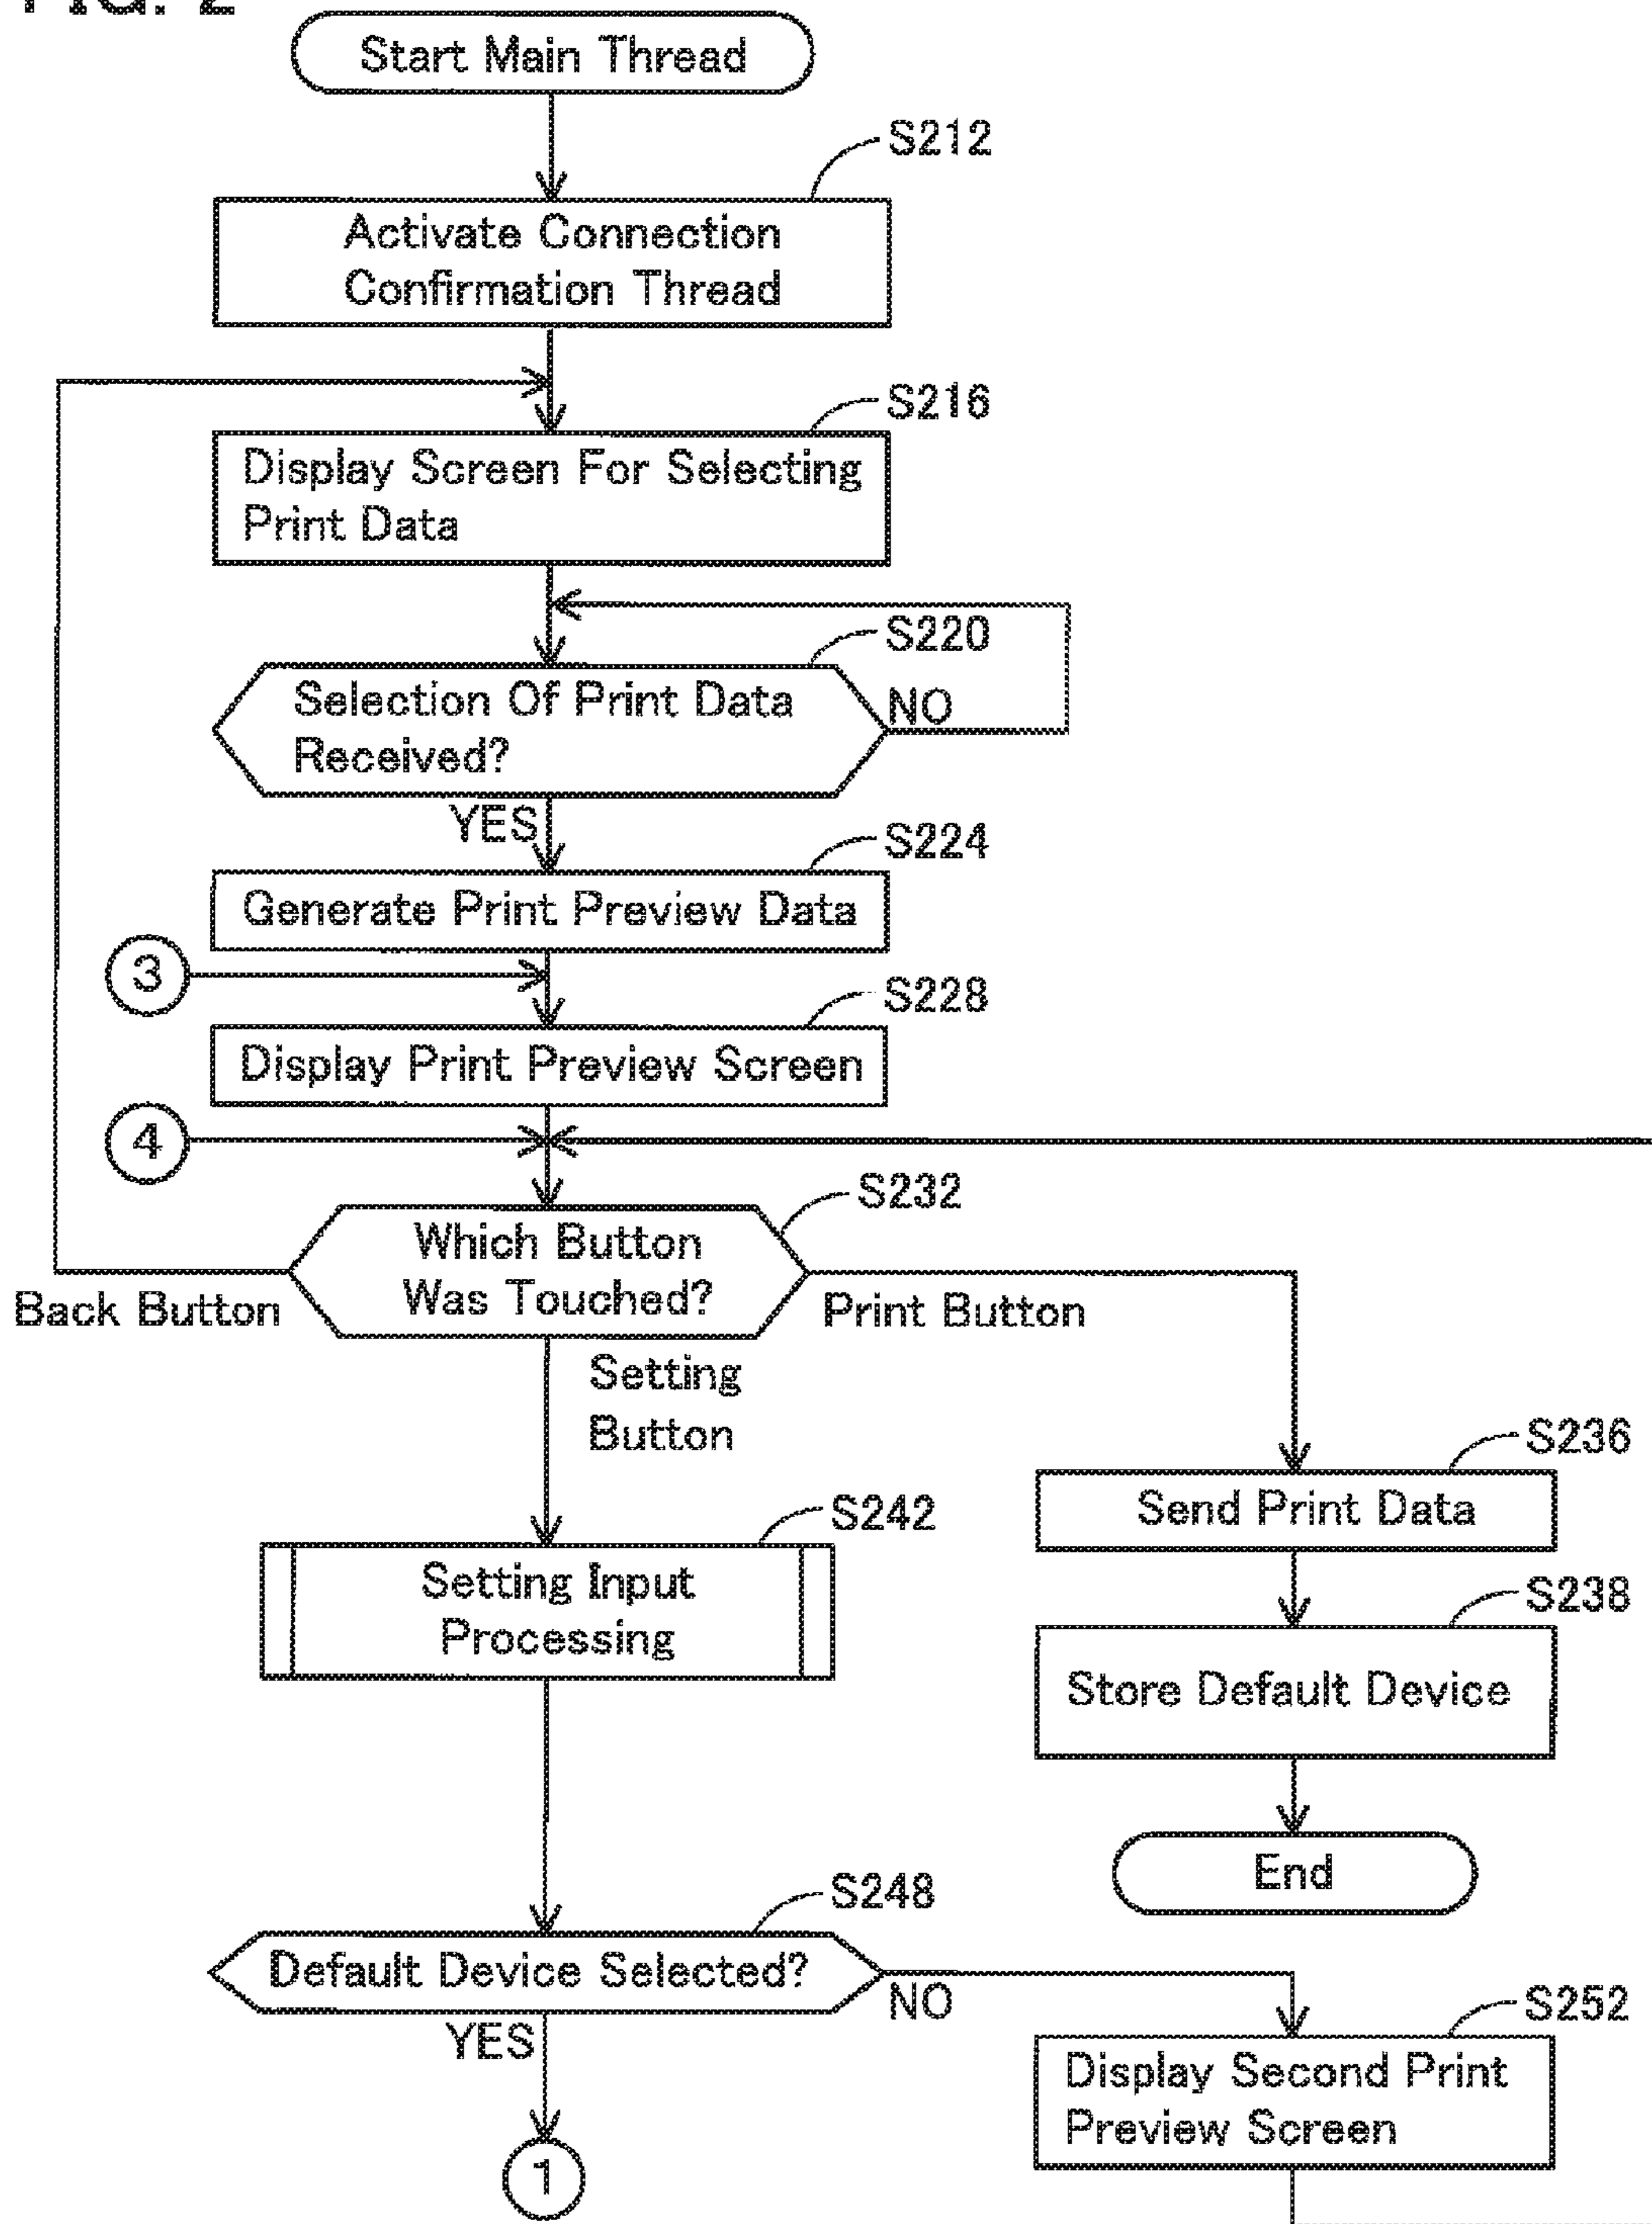 FIG. 2
Start Main Thread
S212
Activate Connection
Confirmation Thread
S216
Display Screen For Selecting
Print Data
S220
Selection Of Print Data
Received?
NO
YES
S224
Generate Print Preview Data
3
S228
Display Print Preview Screen
4
S232
Which Button
Was Touched?
Back Button
Print Button
Setting
Button
S236
Send Print Data
S242
Setting Input
Processing
S238
Store Default Device
End
S248
Default Device Selected?
NO
YES
S252
Display Second Print
Preview Screen
1